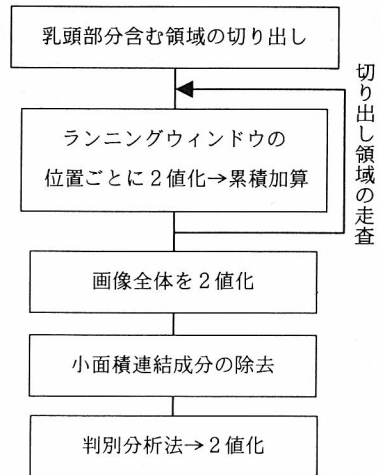 乳頭部分含む領域の切り出し
ランニングウィンドウの
位置ごとに２値化→累積加算
切り出し領域の走査
画像全体を２値化
小面積連結成分の除去
判別分析法→２値化